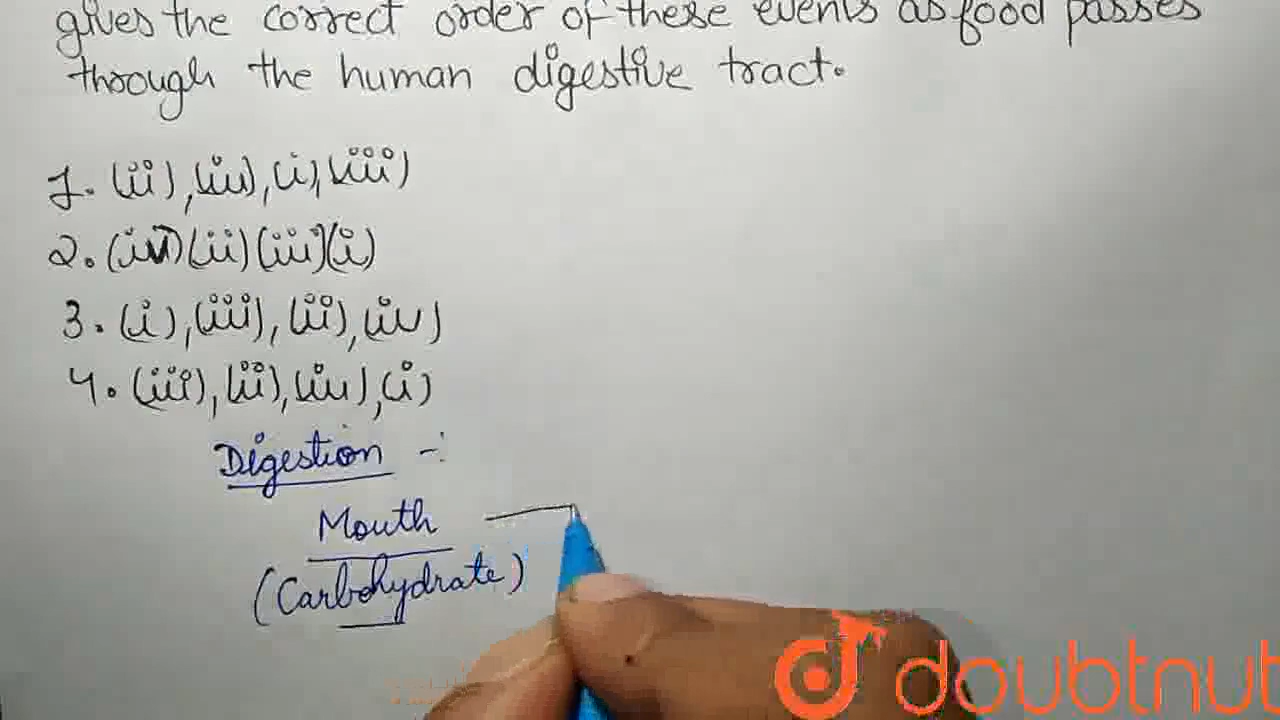 gives the correct order of these events as food passes
through the human digestive tract.
1. (ii), (iv), (i), (iii)
2. (iv) (ii) (iii) (i)
3. (i), (iii), (ii), (iv)
4. (iii), (ii), (iv), (i)
Digestion -:
Mouth
(Carbohydrate)
doubtnut